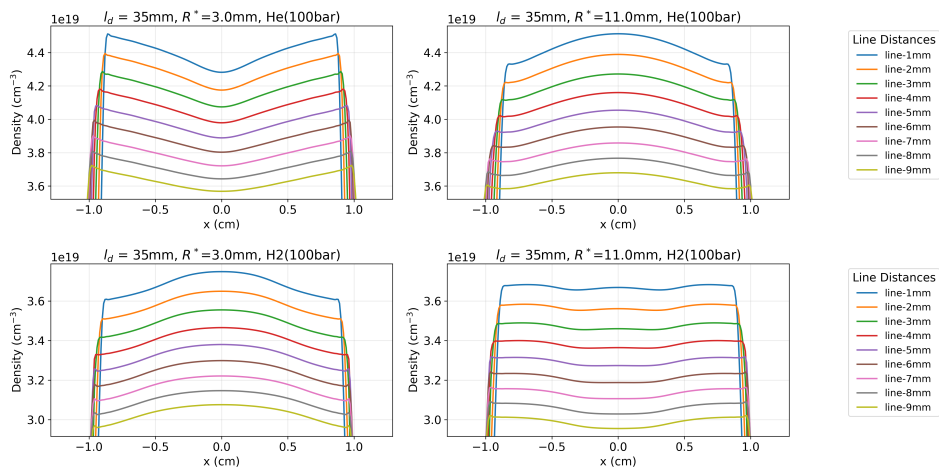 l_d = 35mm, R*=3.0mm, He(100bar)
1e19
4.4
4.2
4.0
3.8
3.6
Density (cm⁻³)
−1.0 −0.5 0.0 0.5 1.0
x (cm)
l_d = 35mm, R*=11.0mm, He(100bar)
1e19
4.4
4.2
4.0
3.8
3.6
Density (cm⁻³)
−1.0 −0.5 0.0 0.5 1.0
x (cm)
Line Distances
line-1mm
line-2mm
line-3mm
line-4mm
line-5mm
line-6mm
line-7mm
line-8mm
line-9mm
l_d = 35mm, R*=3.0mm, H2(100bar)
1e19
3.6
3.4
3.2
3.0
Density (cm⁻³)
−1.0 −0.5 0.0 0.5 1.0
x (cm)
l_d = 35mm, R*=11.0mm, H2(100bar)
1e19
3.6
3.4
3.2
3.0
Density (cm⁻³)
−1.0 −0.5 0.0 0.5 1.0
x (cm)
Line Distances
line-1mm
line-2mm
line-3mm
line-4mm
line-5mm
line-6mm
line-7mm
line-8mm
line-9mm